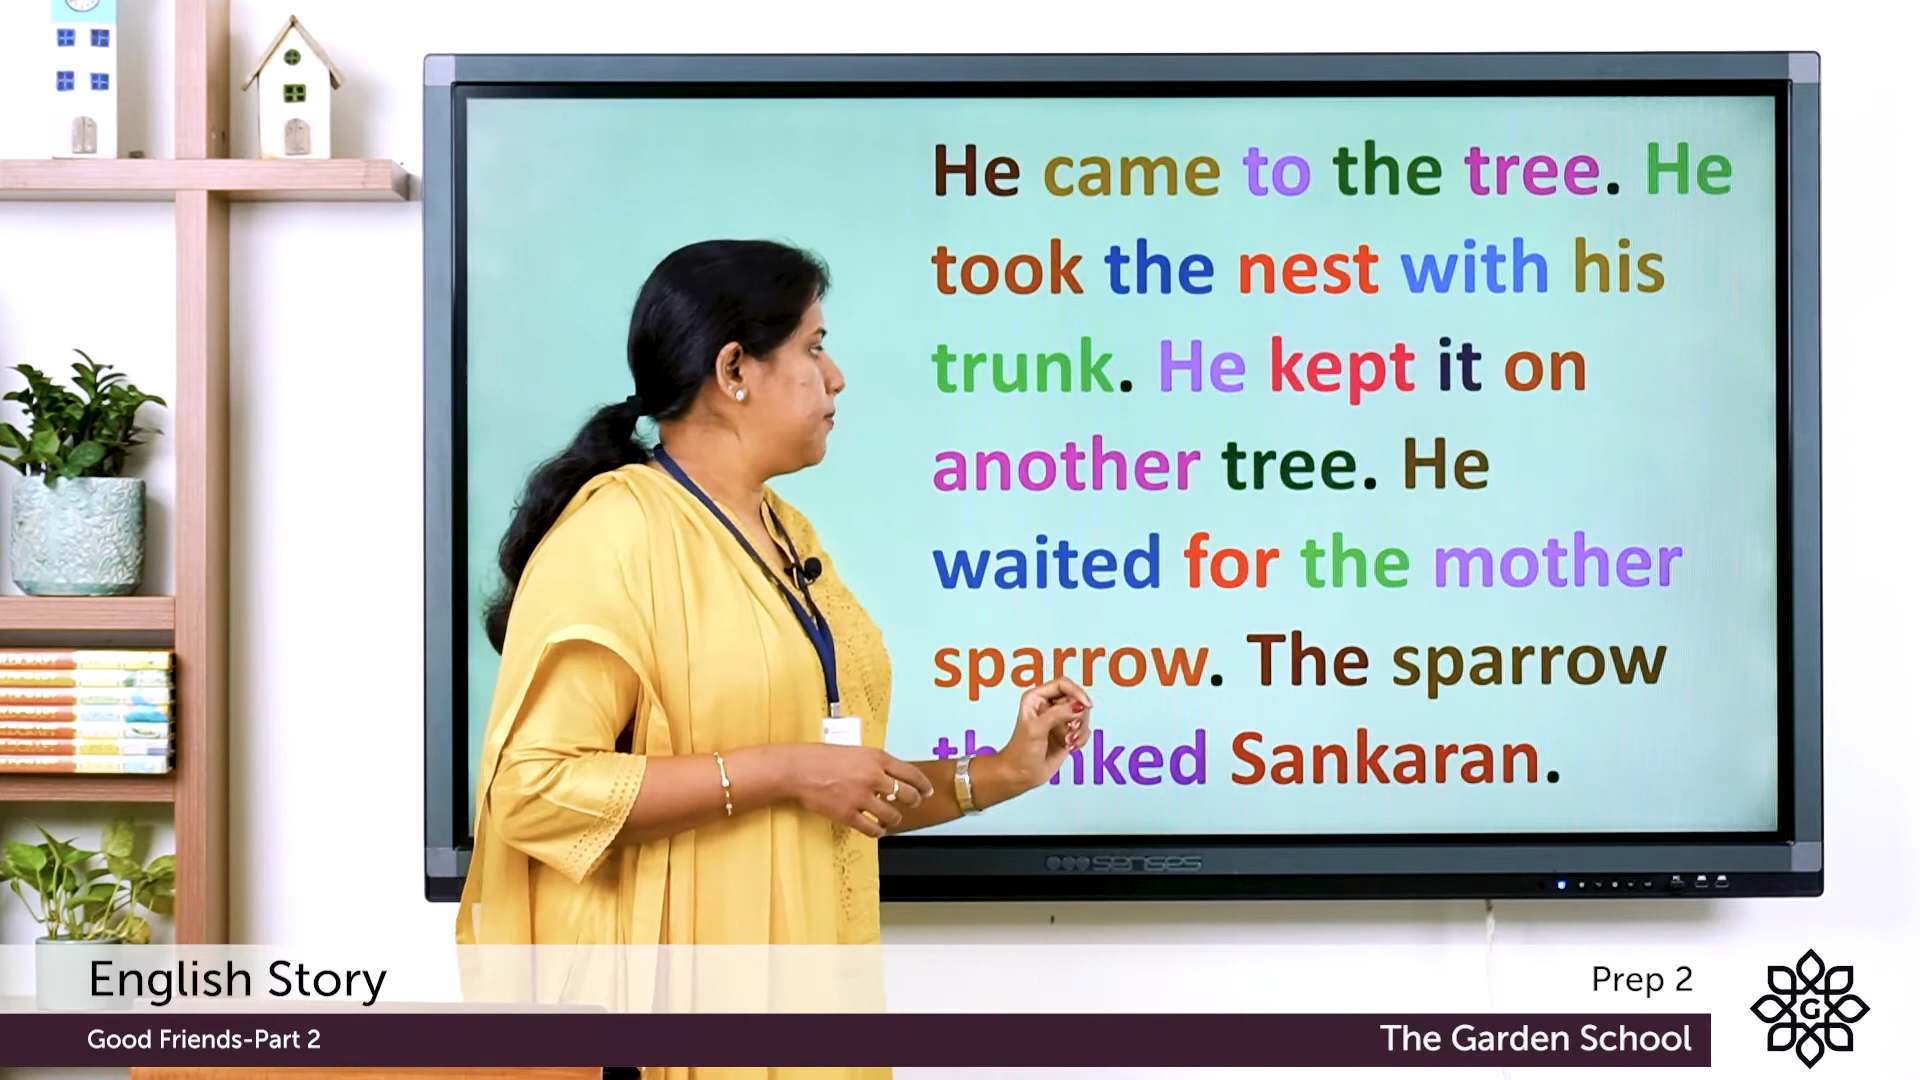 He came to the tree. He
took the nest with his
trunk. He kept it on
another tree. He
waited for the mother
sparrow. The sparrow
thanked Sankaran.
senses
English Story
Prep 2
Good Friends-Part 2
The Garden School
G